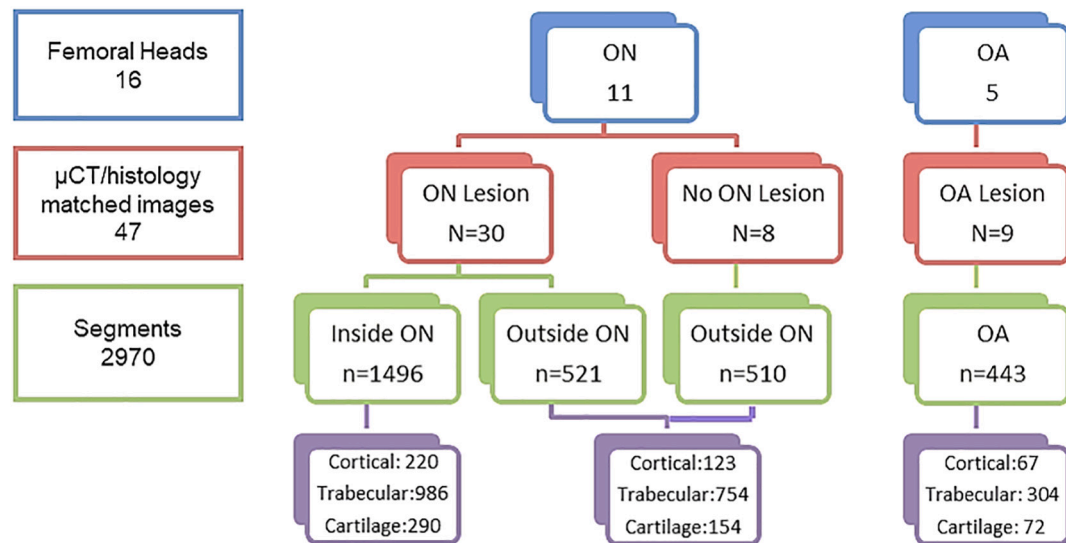 Femoral Heads
16
ON
11
OA
5
µCT/histology
matched images
47
ON Lesion
N=30
No ON Lesion
N=8
OA Lesion
N=9
Segments
2970
Inside ON
n=1496
Outside ON
n=521
Outside ON
n=510
OA
n=443
Cortical: 220
Trabecular:986
Cartilage:290
Cortical:123
Trabecular:754
Cartilage:154
Cortical:67
Trabecular: 304
Cartilage: 72